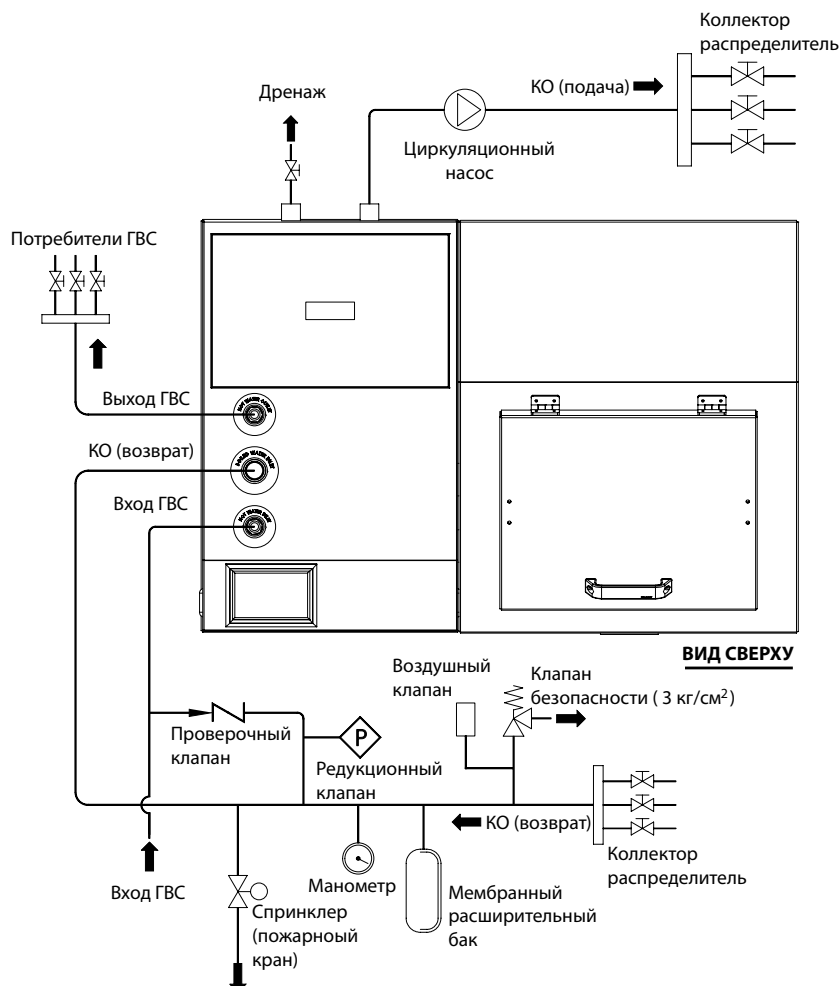 Коллектор
распределитель
КО (подача)
Дренаж
Циркуляционный
насос
Потребители ГВС
Выход ГВС
КО (возврат)
Вход ГВС
ВИД СВЕРХУ
Воздушный
клапан
Клапан
безопасности ( 3 кг/см²)
Проверочный
клапан
P
Редукционный
клапан
КО (возврат)
Коллектор
распределитель
Вход ГВС
Манометр
Мембранный
расширительный
бак
Спринклер
(пожарноый
кран)